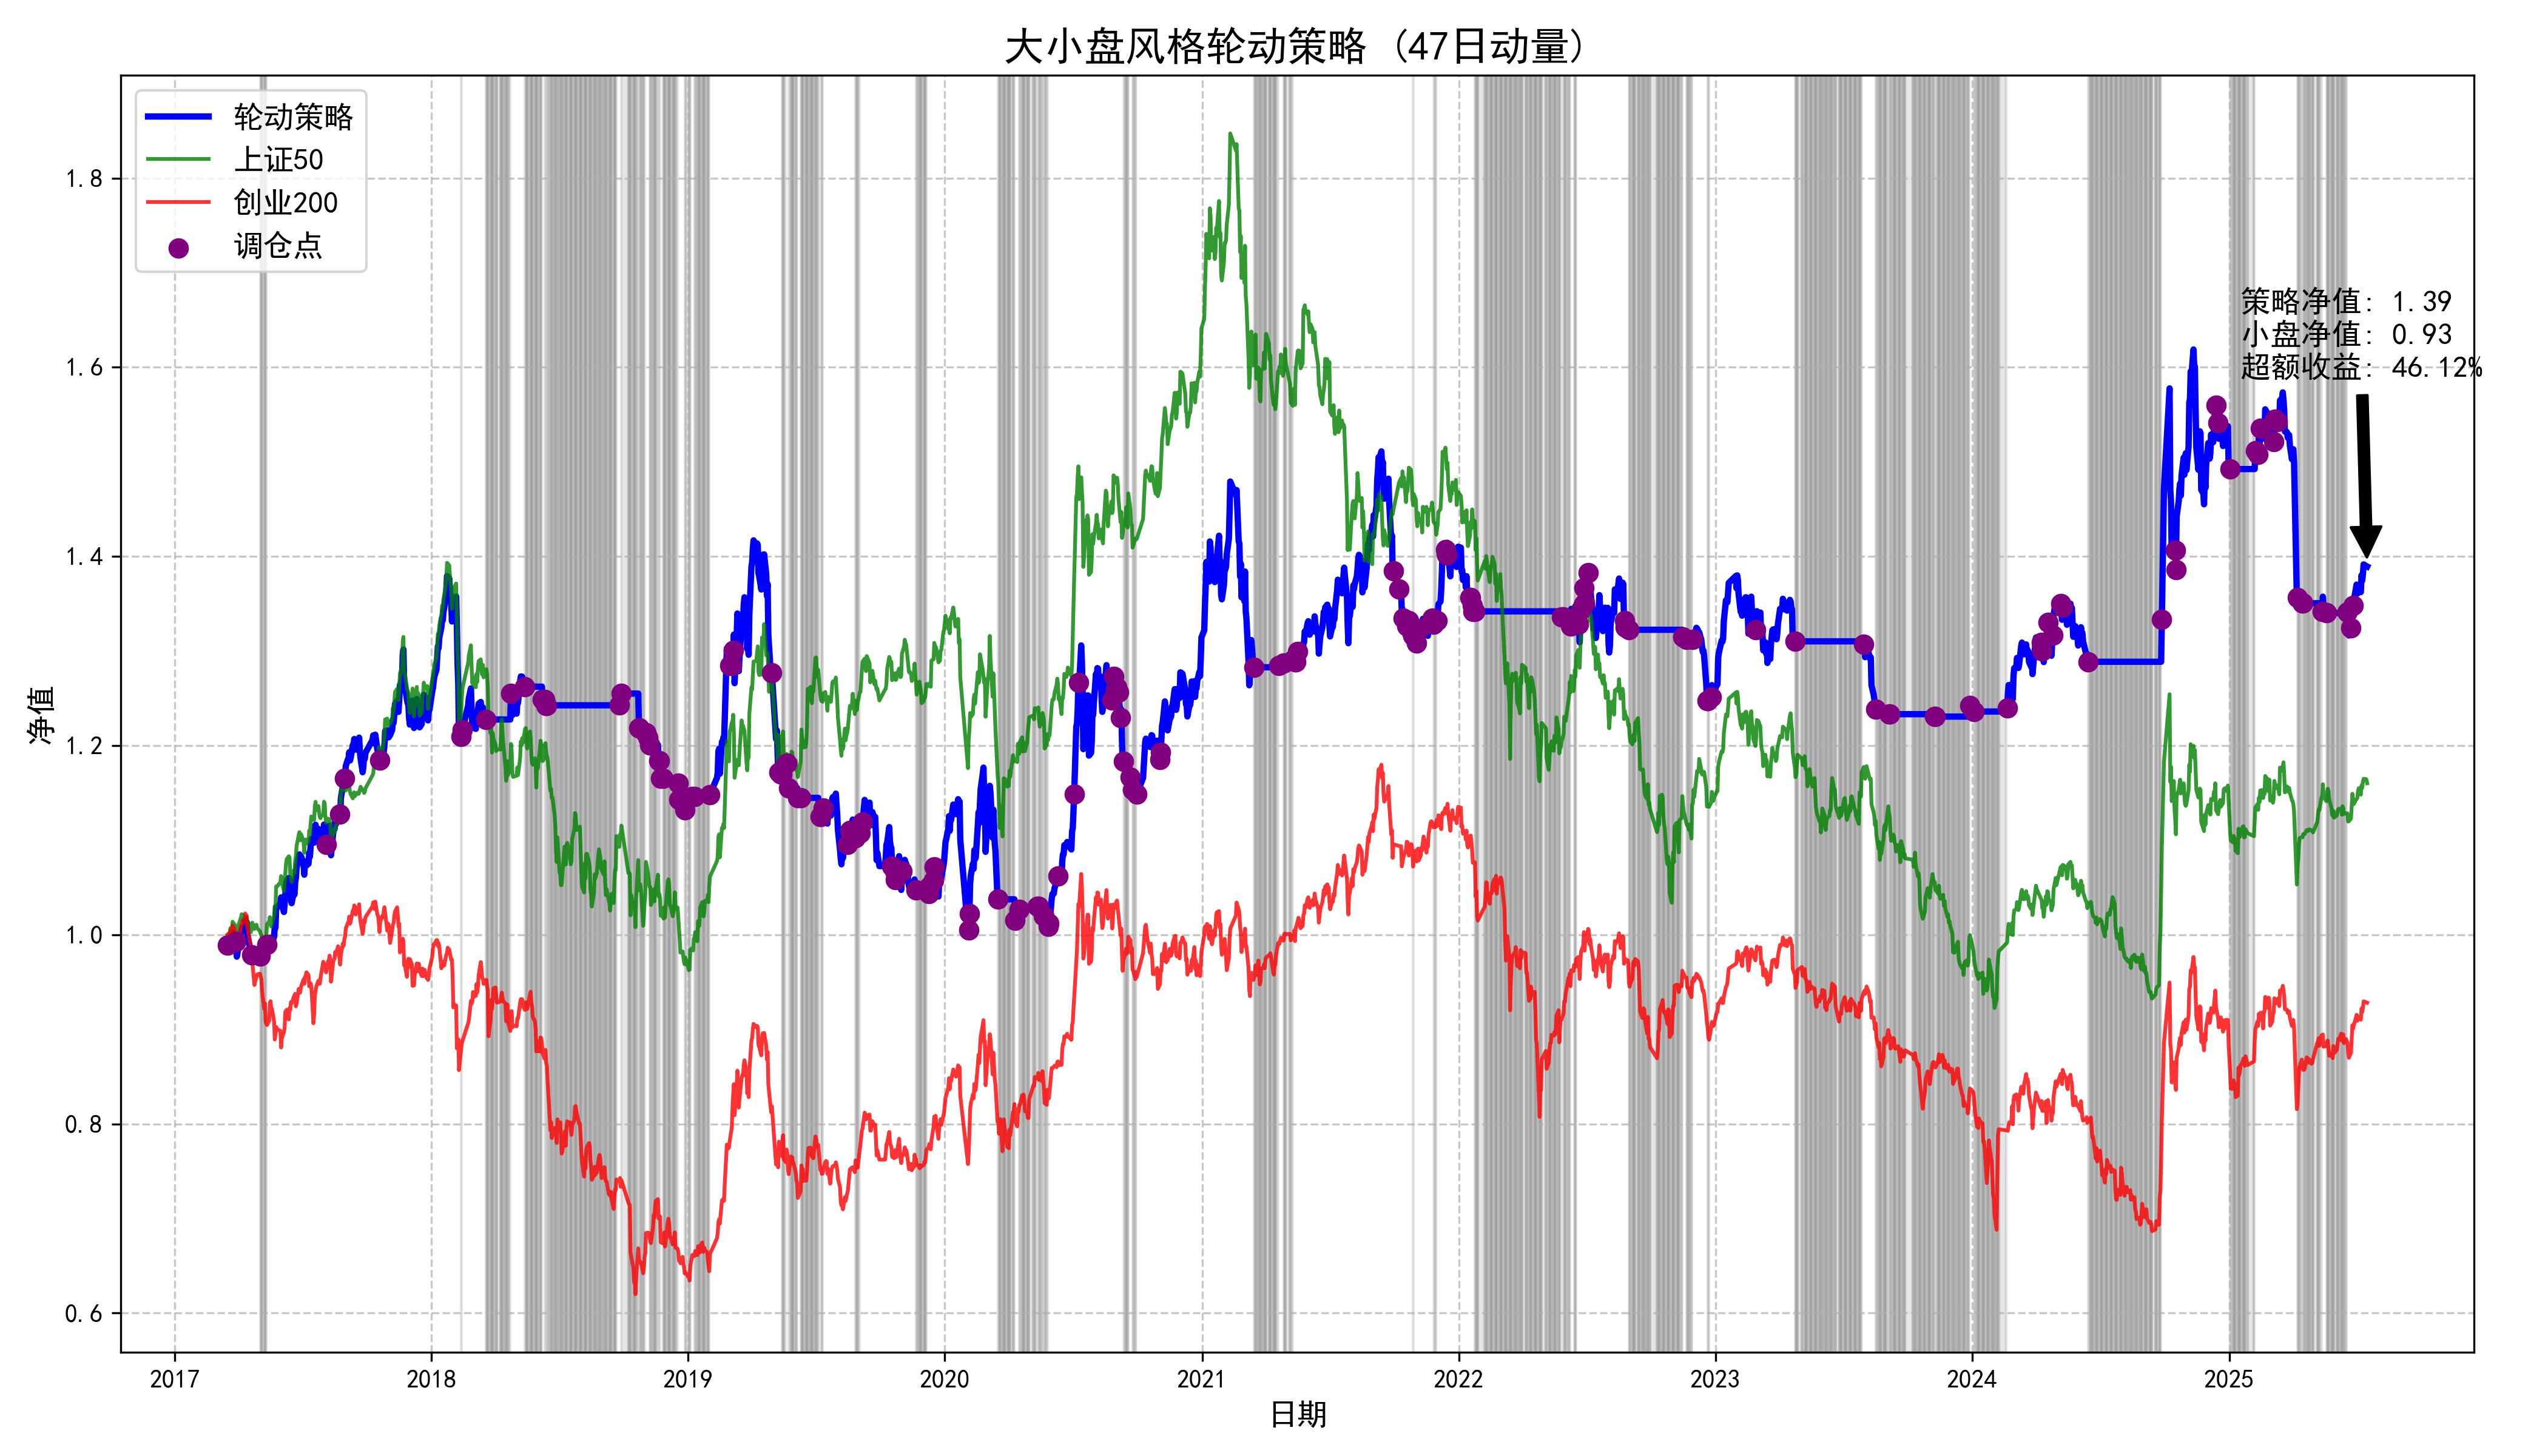 大小盘风格轮动策略 (47日动量)
轮动策略
上证50
创业200
调仓点
策略净值: 1.39
小盘净值: 0.93
超额收益: 46.12%
净值
1.8
1.6
1.4
1.2
1.0
0.8
0.6
2017
2018
2019
2020
2021
2022
2023
2024
2025
日期